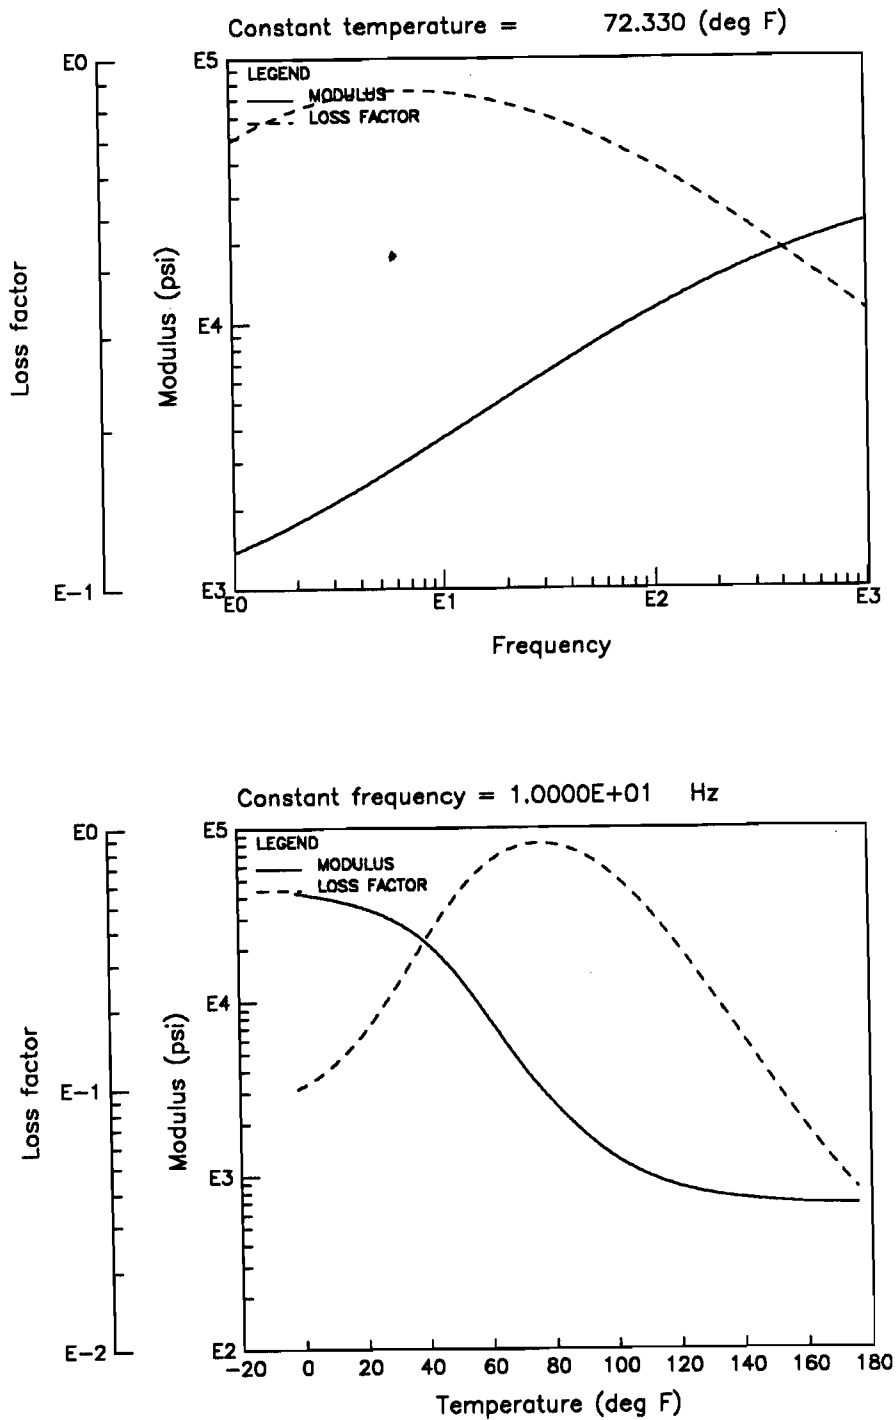 Constant temperature = 72.330 (deg F)
E0
E5
LEGEND
MODULUS
LOSS FACTOR
Loss factor
Modulus (psi)
E4
E-1
E3
E0
E1
E2
E3
Frequency
Constant frequency = 1.0000E+01 Hz
E0
E5
LEGEND
MODULUS
LOSS FACTOR
E4
Loss factor
Modulus (psi)
E-1
E3
E-2
E2
-20 0 20 40 60 80 100 120 140 160 180
Temperature (deg F)